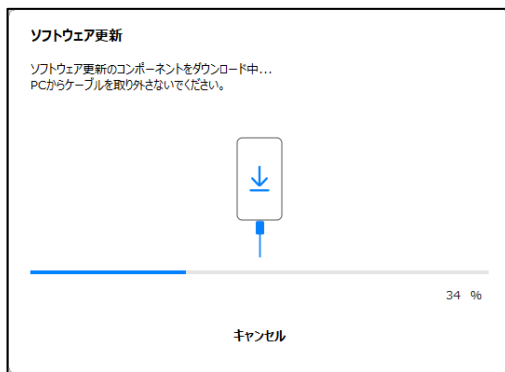 ソフトウェア更新
ソフトウェア更新のコンポーネントをダウンロード中...
PCからケーブルを取り外さないでください。
34 %
キャンセル